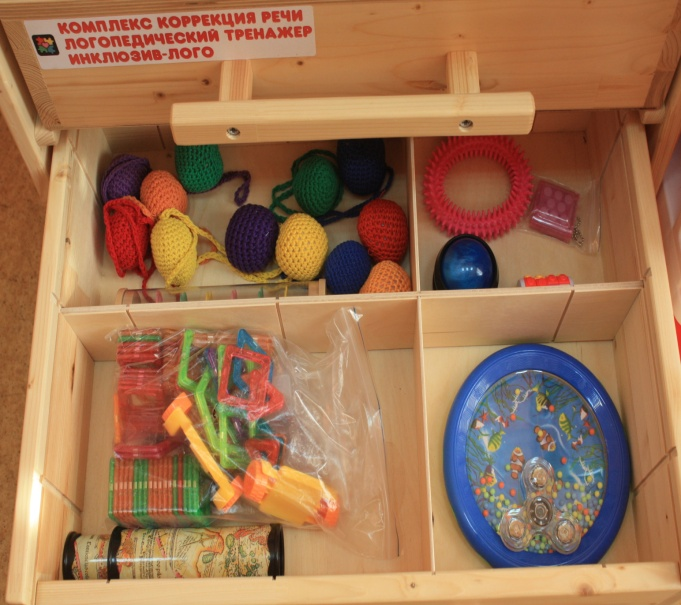 КОМПЛЕКС КОРРЕКЦИЯ РЕЧИ
ЛОГОПЕДИЧЕСКИЙ ТРЕНАЖЕР
ИНКЛЮЗИВ-ЛОГО